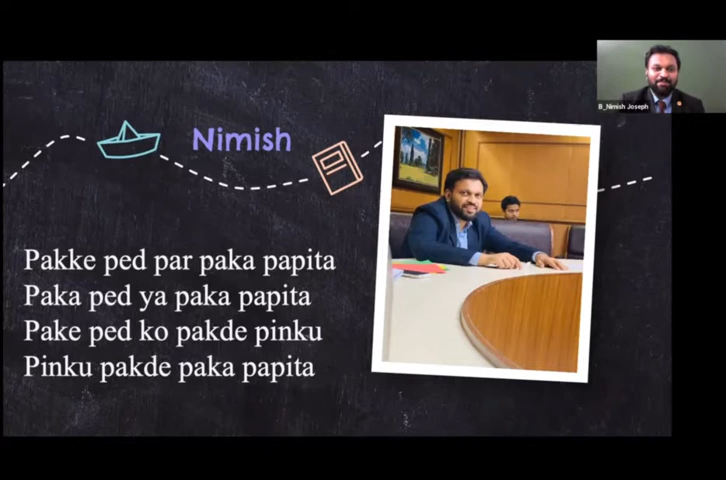 B_Nimish Joseph
Nimish
Pakke ped par paka papita
Paka ped ya paka papita
Pake ped ko pakde pinku
Pinku pakde paka papita